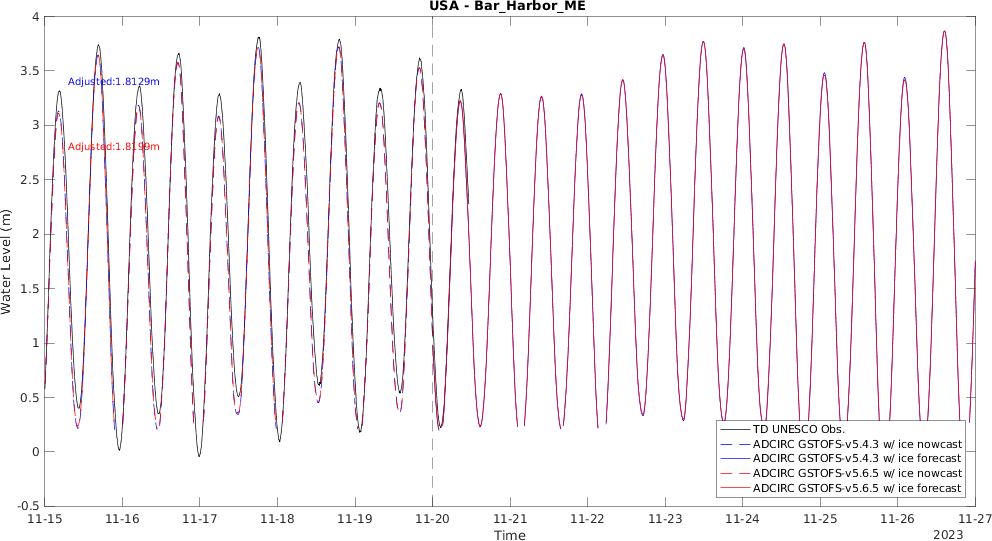 USA - Bar_Harbor_ME
4
3.5
3
2.5
2
1.5
1
0.5
0
-0.5
Water Level (m)
Adjusted:1.8129m
Adjusted:1.8199m
TD UNESCO Obs.
ADCIRC GSTOFS-v5.4.3 w/ ice nowcast
ADCIRC GSTOFS-v5.4.3 w/ ice forecast
ADCIRC GSTOFS-v5.6.5 w/ ice nowcast
ADCIRC GSTOFS-v5.6.5 w/ ice forecast
11-15 11-16 11-17 11-18 11-19 11-20 11-21 11-22 11-23 11-24 11-25 11-26 11-27
Time
2023